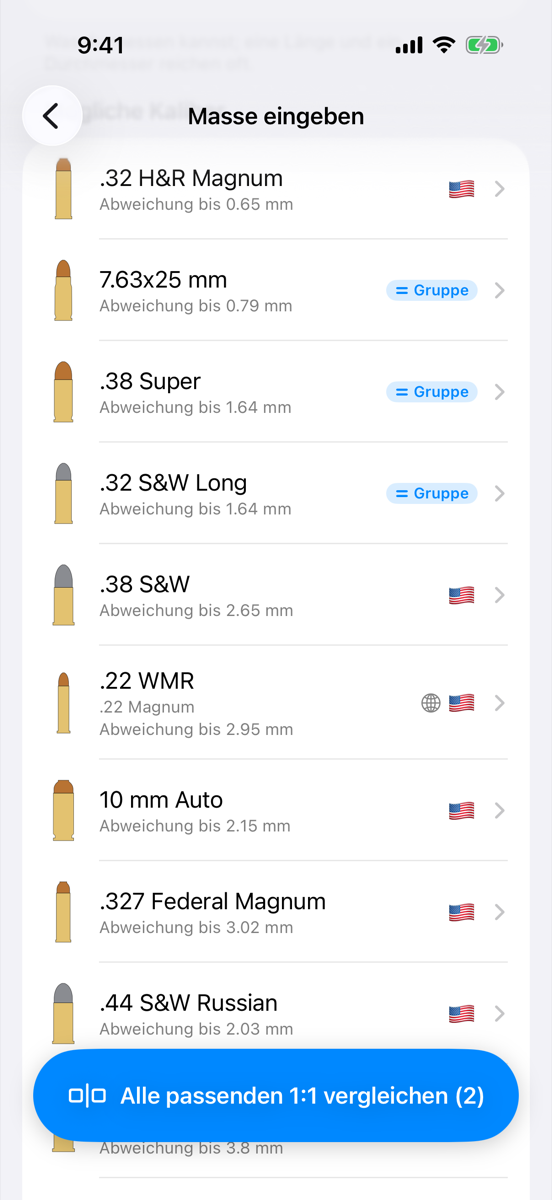 9:41
Masse eingeben
.32 H&R Magnum
Abweichung bis 0.65 mm
7.63x25 mm
= Gruppe
Abweichung bis 0.79 mm
.38 Super
= Gruppe
Abweichung bis 1.64 mm
.32 S&W Long
= Gruppe
Abweichung bis 1.64 mm
.38 S&W
Abweichung bis 2.65 mm
.22 WMR
.22 Magnum
Abweichung bis 2.95 mm
10 mm Auto
Abweichung bis 2.15 mm
.327 Federal Magnum
Abweichung bis 3.02 mm
.44 S&W Russian
Abweichung bis 2.03 mm
Alle passenden 1:1 vergleichen (2)
Abweichung bis 3.8 mm